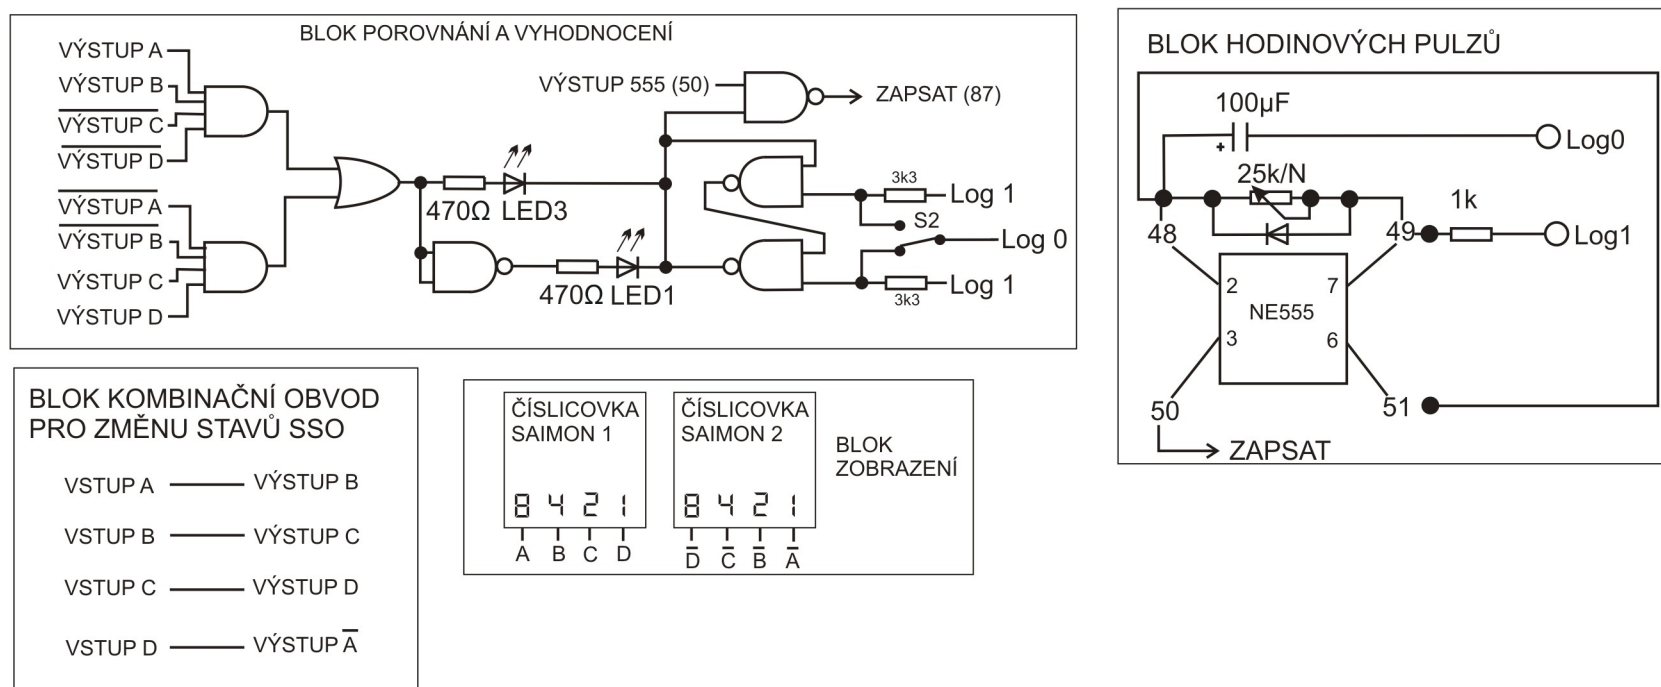 BLOK POROVNÁNÍ A VYHODNOCENÍ
VÝSTUP A
VÝSTUP B
VÝSTUP C
VÝSTUP D
VÝSTUP A
VÝSTUP B
VÝSTUP C
VÝSTUP D
VÝSTUP 555 (50)
ZAPSAT (87)
470Ω LED3
470Ω LED1
3k3
Log 1
S2
Log 0
Log 1
3k3
BLOK HODINOVÝCH PULZŮ
100µF
+
Log0
25k/N
1k
48
49
Log1
2
7
NE555
3
6
50
51
ZAPSAT
BLOK KOMBINAČNÍ OBVOD
PRO ZMĚNU STAVŮ SSO
VSTUP A VÝSTUP B
VSTUP B VÝSTUP C
VSTUP C VÝSTUP D
VSTUP D VÝSTUP A̅
ČÍSLICOVKA
SAIMON 1
8 4 2 1
A B C D
ČÍSLICOVKA
SAIMON 2
8 4 2 1
D̅ C̅ B̅ A̅
BLOK
ZOBRAZENÍ